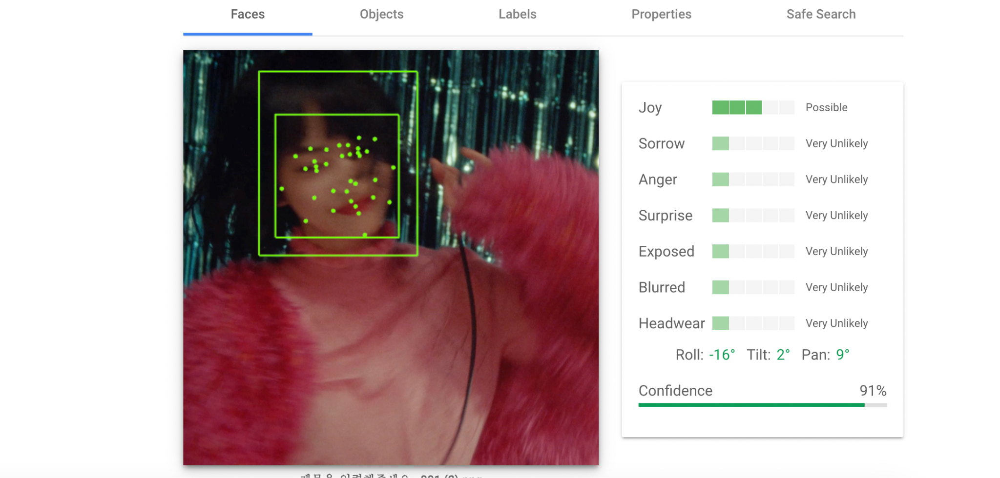 Faces Objects Labels Properties Safe Search
Joy Possible
Sorrow Very Unlikely
Anger Very Unlikely
Surprise Very Unlikely
Exposed Very Unlikely
Blurred Very Unlikely
Headwear Very Unlikely
Roll: -16° Tilt: 2° Pan: 9°
Confidence 91%